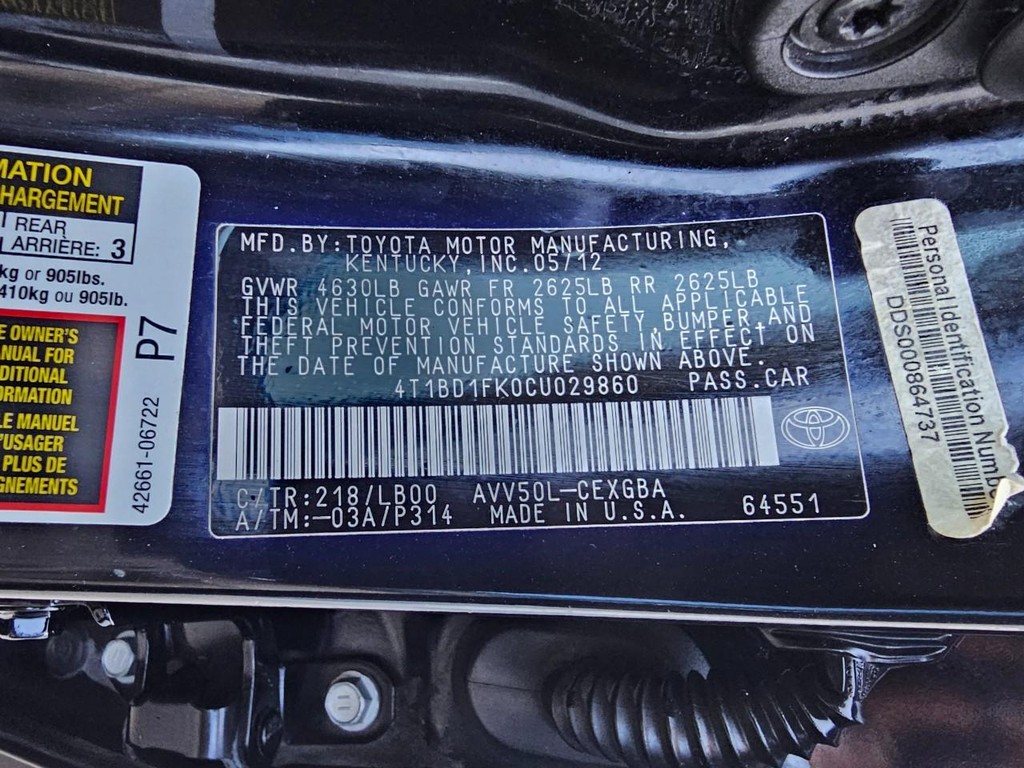 MATION
HARGEMENT
REAR
ARRIÈRE: 3
kg or 905lbs.
410kg ou 905lb.
E OWNER'S
ANUAL FOR
DITIONAL
ORMATION
LE MANUEL
'USAGER
PLUS DE
GNEMENTS
P7
42661-06722
MFD.BY:TOYOTA MOTOR MANUFACTURING,
KENTUCKY,INC.05/12
GVWR 4630LB GAWR FR 2625LB RR 2625LB
THIS VEHICLE CONFORMS TO ALL APPLICABLE
FEDERAL MOTOR VEHICLE SAFETY,BUMPER,AND
THEFT PREVENTION STANDARDS IN EFFECT ON
THE DATE OF MANUFACTURE SHOWN ABOVE.
4T1BD1FK0CU029860 PASS.CAR
C/TR:218/LB00 AVV50L-CEXGBA
A/TM:-03A/P314 MADE IN U.S.A. 64551
Personal Identification Numbe
DDS000864737